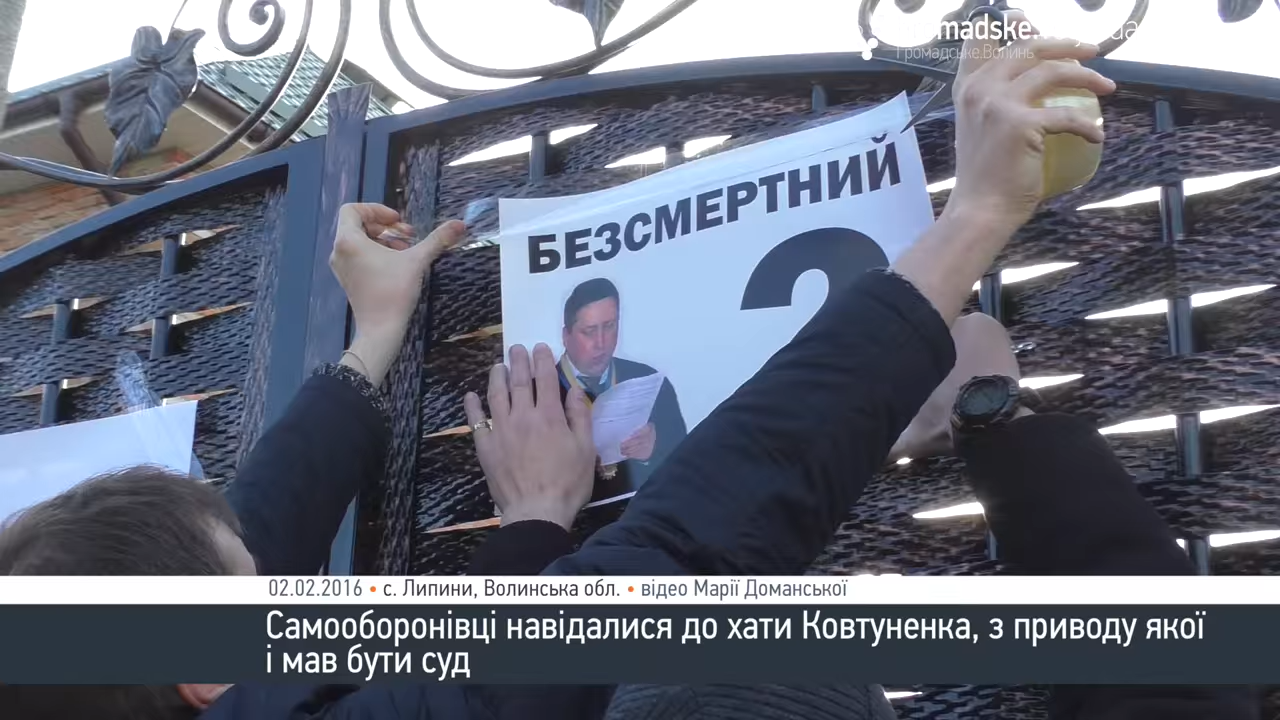 Громадське.Волинь
БЕЗСМЕРТНИЙ
?
02.02.2016 • с. Липини, Волинська обл. • відео Марії Доманської
Самооборонівці навідалися до хати Ковтуненка, з приводу якої
і мав бути суд